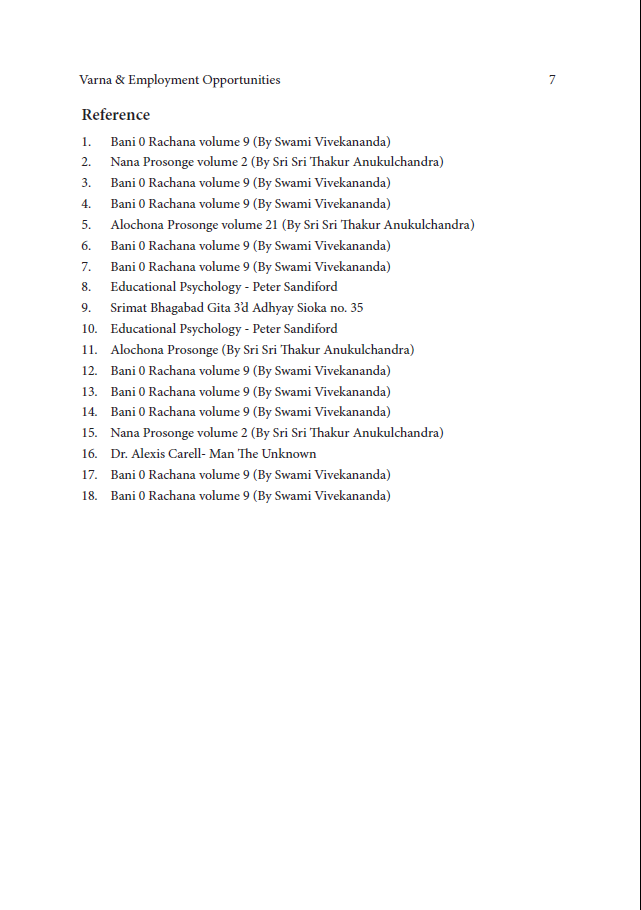 Varna & Employment Opportunities 7
Reference
1. Bani 0 Rachana volume 9 (By Swami Vivekananda)
2. Nana Prosonge volume 2 (By Sri Sri Thakur Anukulchandra)
3. Bani 0 Rachana volume 9 (By Swami Vivekananda)
4. Bani 0 Rachana volume 9 (By Swami Vivekananda)
5. Alochona Prosonge volume 21 (By Sri Sri Thakur Anukulchandra)
6. Bani 0 Rachana volume 9 (By Swami Vivekananda)
7. Bani 0 Rachana volume 9 (By Swami Vivekananda)
8. Educational Psychology - Peter Sandiford
9. Srimat Bhagabad Gita 3’d Adhyay Sioka no. 35
10. Educational Psychology - Peter Sandiford
11. Alochona Prosonge (By Sri Sri Thakur Anukulchandra)
12. Bani 0 Rachana volume 9 (By Swami Vivekananda)
13. Bani 0 Rachana volume 9 (By Swami Vivekananda)
14. Bani 0 Rachana volume 9 (By Swami Vivekananda)
15. Nana Prosonge volume 2 (By Sri Sri Thakur Anukulchandra)
16. Dr. Alexis Carell- Man The Unknown
17. Bani 0 Rachana volume 9 (By Swami Vivekananda)
18. Bani 0 Rachana volume 9 (By Swami Vivekananda)